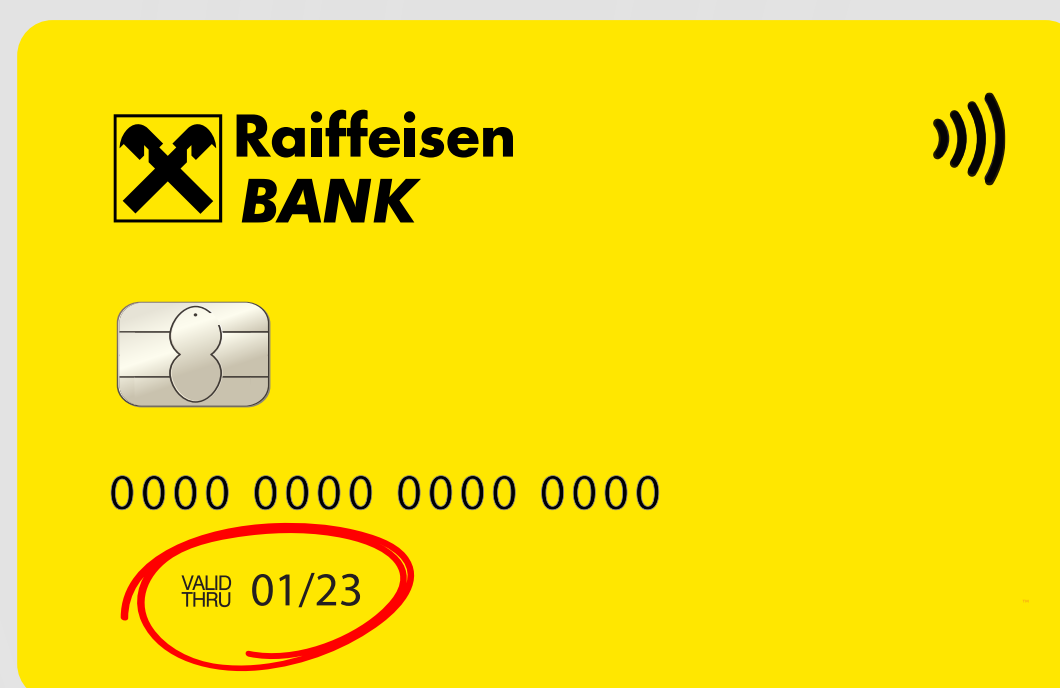 Raiffeisen
BANK
0000 0000 0000 0000
VALID
THRU 01/23